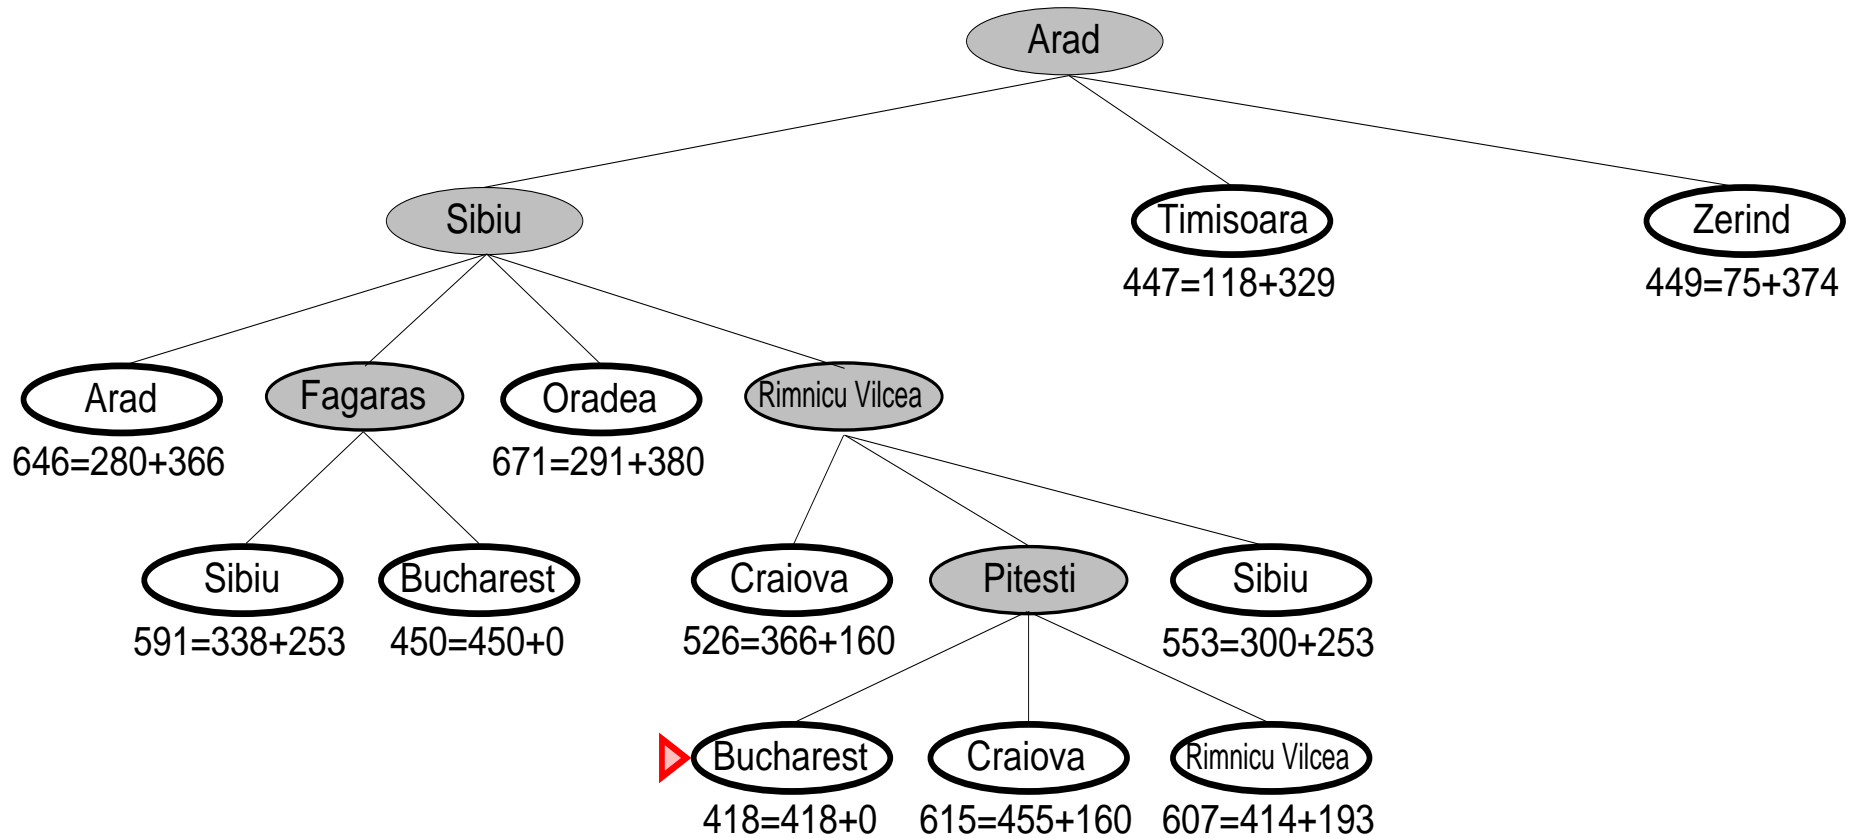 Arad
Sibiu
Timisoara
Zerind
447=118+329
449=75+374
Arad
Fagaras
Oradea
Rimnicu Vilcea
646=280+366
671=291+380
Sibiu
Bucharest
Craiova
Pitesti
Sibiu
591=338+253
450=450+0
526=366+160
553=300+253
Bucharest
Craiova
Rimnicu Vilcea
418=418+0
615=455+160
607=414+193